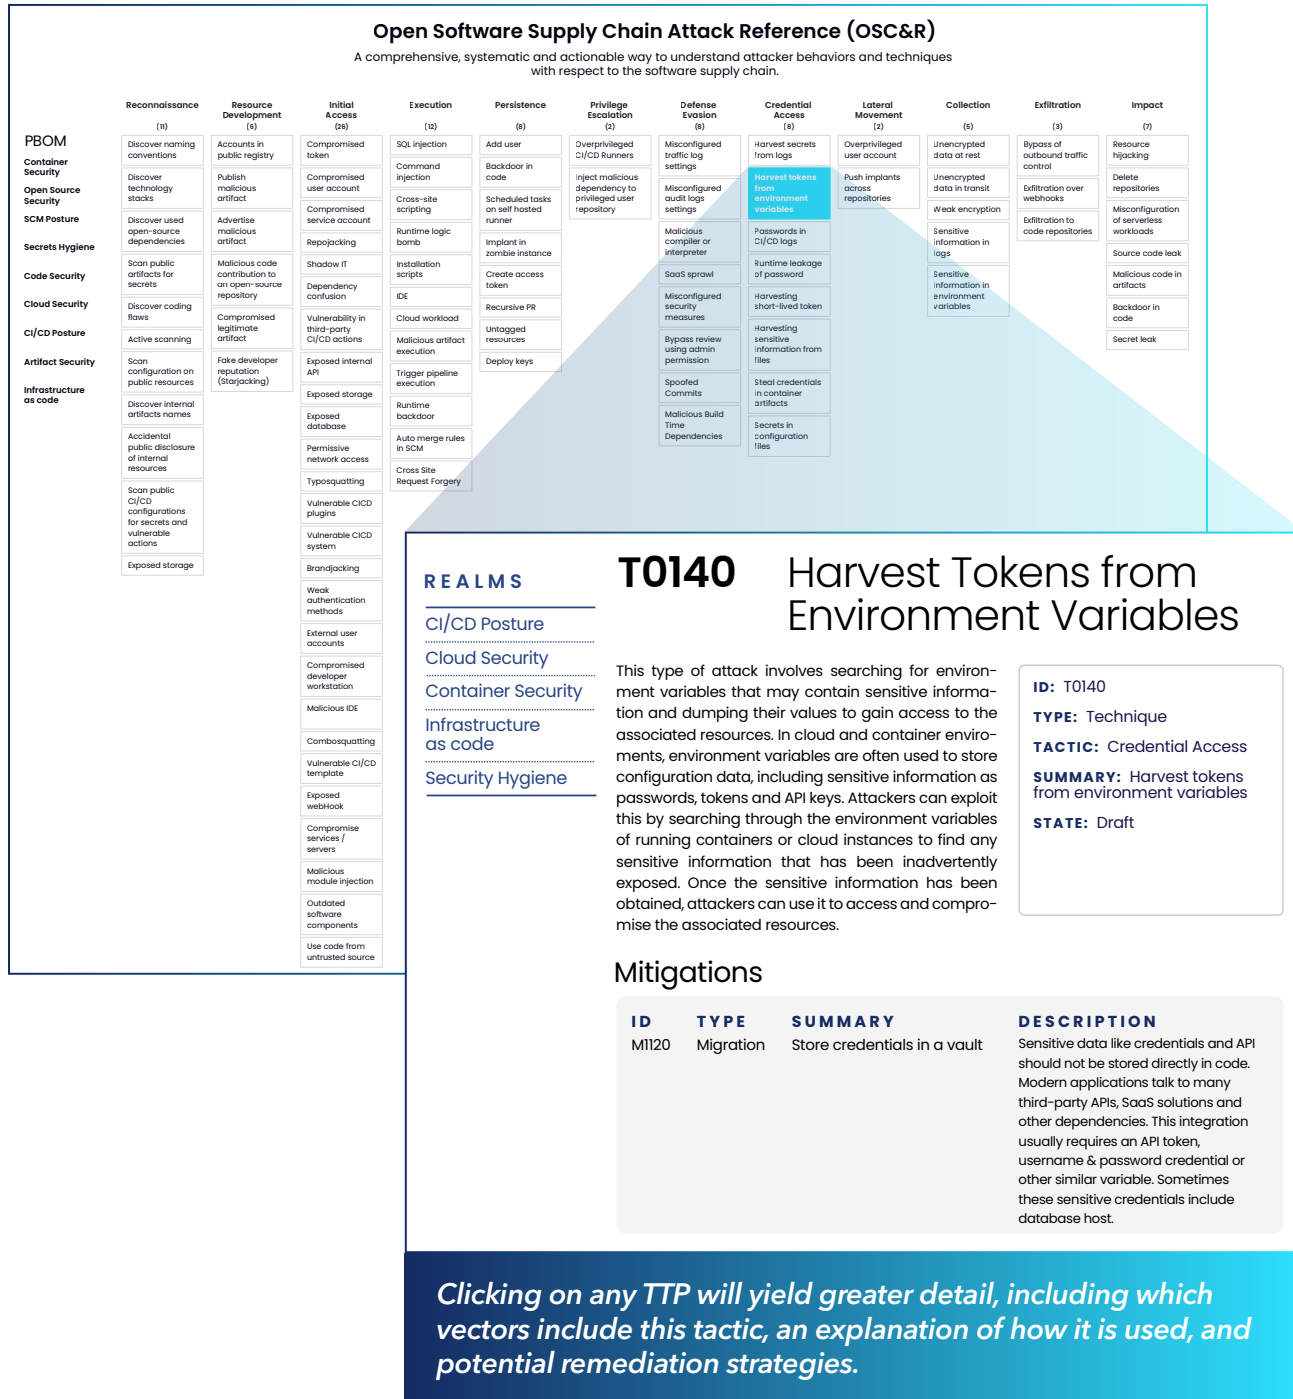 Open Software Supply Chain Attack Reference (OSC&R)
A comprehensive, systematic and actionable way to understand attacker behaviors and techniques
with respect to the software supply chain.
PBOM
Container
Security
Open Source
Security
SCM Posture
Secrets Hygiene
Code Security
Cloud Security
CI/CD Posture
Artifact Security
Infrastructure
as code
Reconnaissance
(11)
Discover naming
conventions
Discover
technology
stacks
Discover used
open-source
dependencies
Scan public
artifacts for
secrets
Discover coding
flaws
Active scanning
Scan
configuration on
public resources
Discover internal
artifacts names
Accidental
public disclosure
of internal
resources
Scan public
CI/CD
configurations
for secrets and
vulnerable
actions
Exposed storage
Resource
Development
(6)
Accounts in
public registry
Publish
malicious
artifact
Advertise
malicious
artifact
Malicious code
contribution to
an open-source
repository
Compromised
legitimate
artifact
Fake developer
reputation
(Starjacking)
Initial
Access
(26)
Compromised
token
Compromised
user account
Compromised
service account
Repojacking
Shadow IT
Dependency
confusion
Vulnerability in
third-party
CI/CD actions
Exposed internal
API
Exposed storage
Exposed
database
Permissive
network access
Typosquatting
Vulnerable CICD
plugins
Vulnerable CICD
system
Brandjacking
Weak
authentication
methods
External user
accounts
Compromised
developer
workstation
Malicious IDE
Combosquatting
Vulnerable CI/CD
template
Exposed
webHook
Compromise
services /
servers
Malicious
module injection
Outdated
software
components
Use code from
untrusted source
Execution
(12)
SQL injection
Command
injection
Cross-site
scripting
Runtime logic
bomb
Installation
scripts
IDE
Cloud workload
Malicious artifact
execution
Trigger pipeline
execution
Runtime
backdoor
Auto merge rules
in SCM
Cross Site
Request Forgery
Persistence
(8)
Add user
Backdoor in
code
Scheduled tasks
on self hosted
runner
Implant in
zombie instance
Create access
token
Recursive PR
Untagged
resources
Deploy keys
Privilege
Escalation
(2)
Overprivileged
CI/CD Runners
Inject malicious
dependency to
privileged user
repository
Defense
Evasion
(8)
Misconfigured
traffic log
settings
Misconfigured
audit logs
settings
Malicious
compiler or
interpreter
SaaS sprawl
Misconfigured
security
measures
Bypass review
using admin
permission
Spoofed
Commits
Malicious Build
Time
Dependencies
Credential
Access
(8)
Harvest secrets
from logs
Harvest tokens
from
environment
variables
Passwords in
CI/CD logs
Runtime leakage
of password
Harvesting
short-lived token
Harvesting
sensitive
information from
files
Steal credentials
in container
artifacts
Secrets in
configuration
files
Lateral
Movement
(2)
Overprivileged
user account
Push implants
across
repositories
Collection
(5)
Unencrypted
data at rest
Unencrypted
data in transit
Weak encryption
Sensitive
information in
logs
Sensitive
information in
environment
variables
Exfiltration
(3)
Bypass of
outbound traffic
control
Exfiltration over
webhooks
Exfiltration to
code repositories
Impact
(7)
Resource
hijacking
Delete
repositories
Misconfiguration
of serverless
workloads
Source code leak
Malicious code in
artifacts
Backdoor in
code
Secret leak
REALMS
CI/CD Posture
Cloud Security
Container Security
Infrastructure
as code
Security Hygiene
T0140
Harvest Tokens from
Environment Variables
This type of attack involves searching for environ-
ment variables that may contain sensitive informa-
tion and dumping their values to gain access to the
associated resources. In cloud and container enviro-
ments, environment variables are often used to store
configuration data, including sensitive information as
passwords, tokens and API keys. Attackers can exploit
this by searching through the environment variables
of running containers or cloud instances to find any
sensitive information that has been inadvertently
exposed. Once the sensitive information has been
obtained, attackers can use it to access and compro-
mise the associated resources.
ID: T0140
TYPE: Technique
TACTIC: Credential Access
SUMMARY: Harvest tokens
from environment variables
STATE: Draft
Mitigations
ID
M1120
TYPE
Migration
SUMMARY
Store credentials in a vault
DESCRIPTION
Sensitive data like credentials and API
should not be stored directly in code.
Modern applications talk to many
third-party APIs, SaaS solutions and
other dependencies. This integration
usually requires an API token,
username & password credential or
other similar variable. Sometimes
these sensitive credentials include
database host.
Clicking on any TTP will yield greater detail, including which
vectors include this tactic, an explanation of how it is used, and
potential remediation strategies.